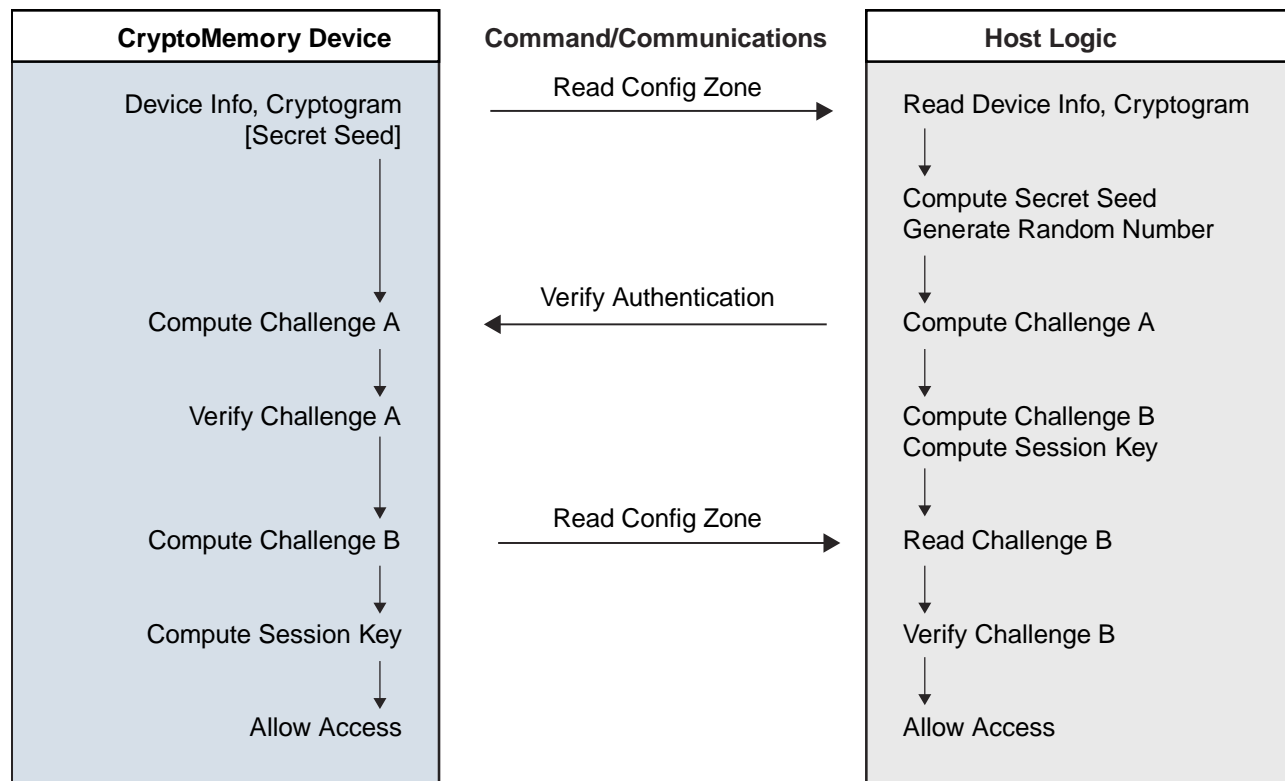 CryptoMemory Device
Command/Communications
Host Logic
Device Info, Cryptogram
[Secret Seed]
Read Config Zone
Read Device Info, Cryptogram
Compute Secret Seed
Generate Random Number
Compute Challenge A
Verify Authentication
Compute Challenge A
Verify Challenge A
Compute Challenge B
Compute Session Key
Compute Challenge B
Read Config Zone
Read Challenge B
Compute Session Key
Verify Challenge B
Allow Access
Allow Access